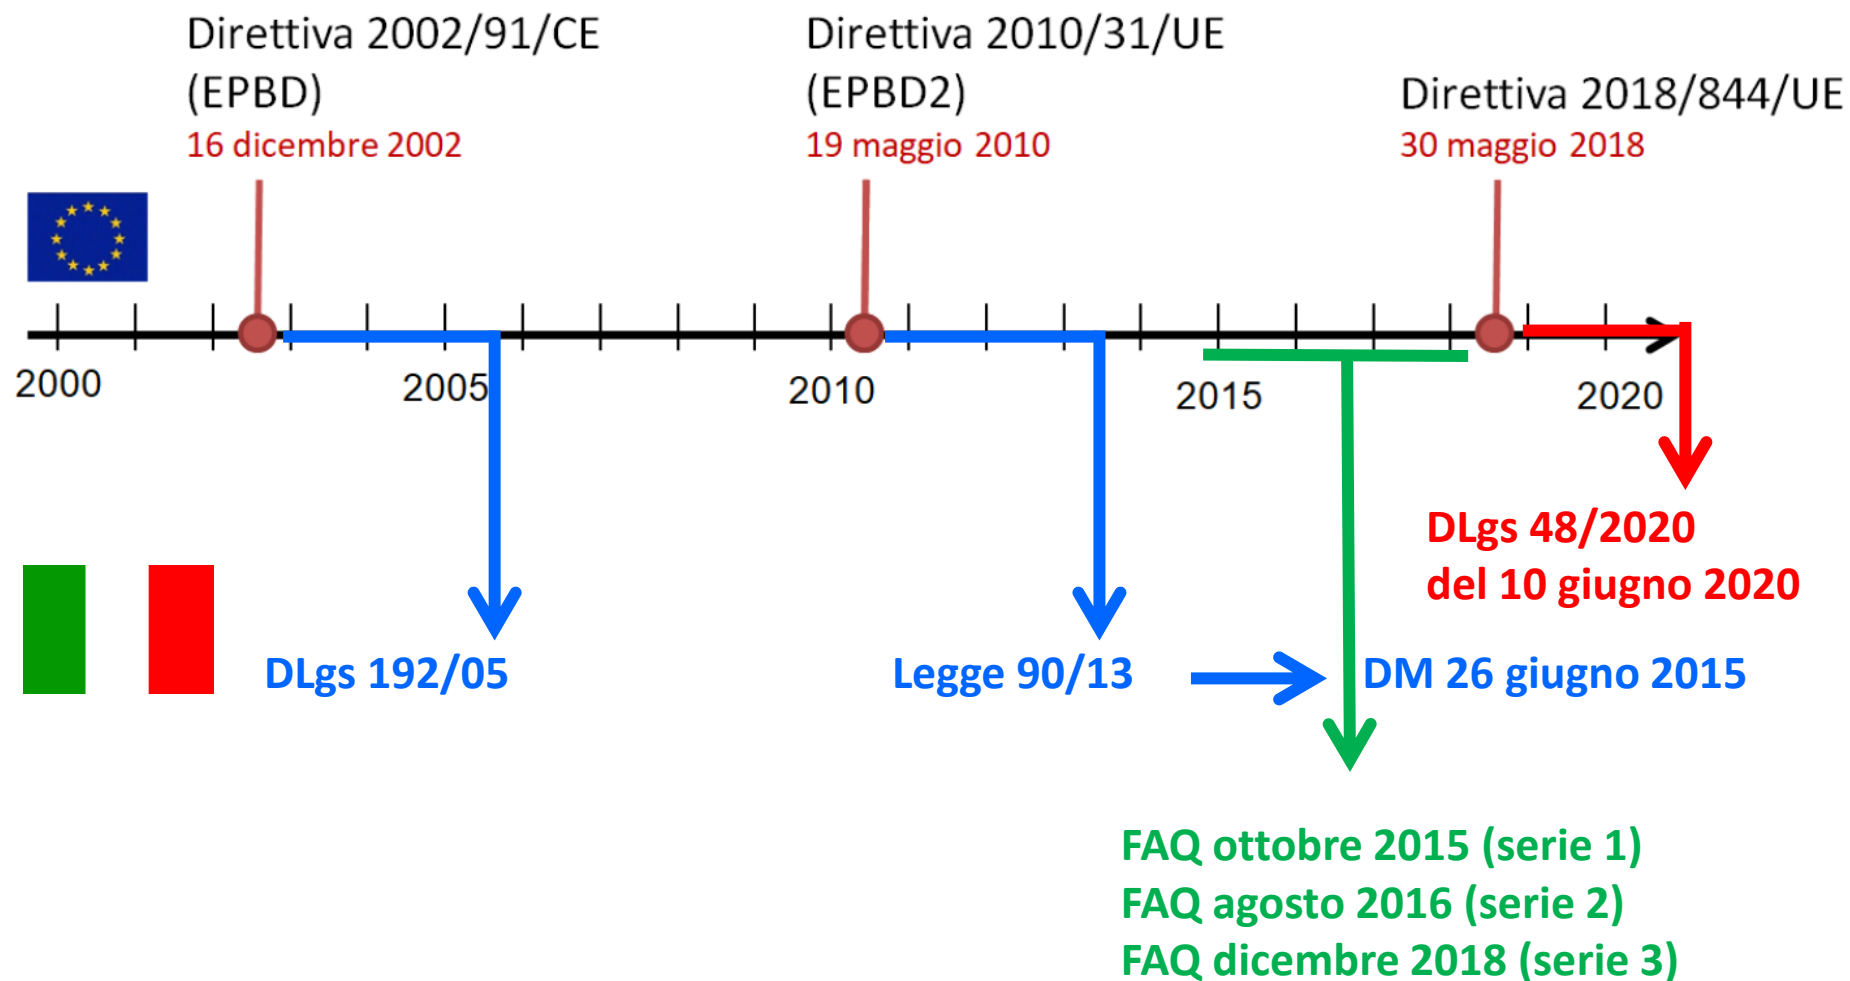 Direttiva 2002/91/CE
(EPBD)
16 dicembre 2002
Direttiva 2010/31/UE
(EPBD2)
19 maggio 2010
Direttiva 2018/844/UE
30 maggio 2018
2000
2005
2010
2015
2020
DLgs 48/2020
del 10 giugno 2020
DLgs 192/05
Legge 90/13
DM 26 giugno 2015
FAQ ottobre 2015 (serie 1)
FAQ agosto 2016 (serie 2)
FAQ dicembre 2018 (serie 3)